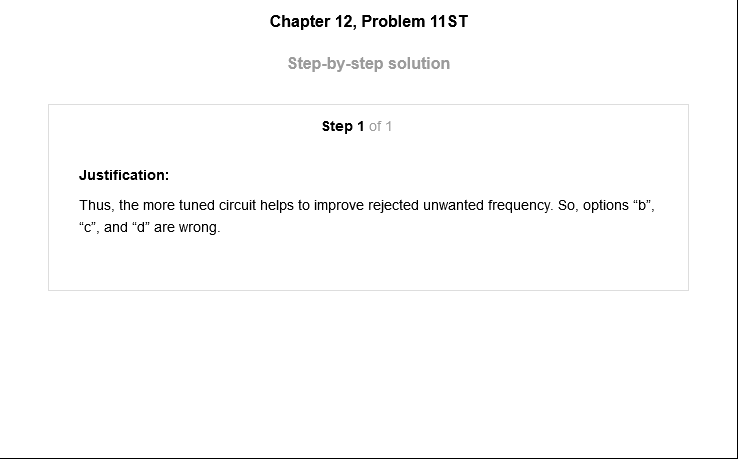 Chapter 12, Problem 11ST
Step-by-step solution
Step 1 of 1
Justification:
Thus, the more tuned circuit helps to improve rejected unwanted frequency. So, options “b”,
“c”, and “d” are wrong.